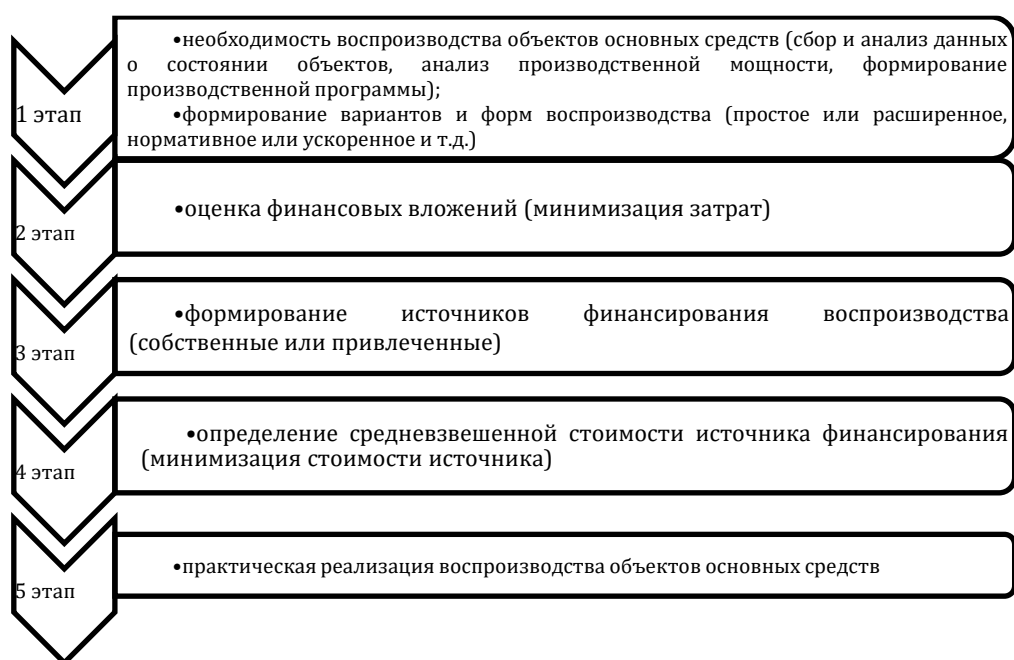 •необходимость воспроизводства объектов основных средств (сбор и анализ данных
о состоянии объектов, анализ производственной мощности, формирование
производственной программы);
1 этап
•формирование вариантов и форм воспроизводства (простое или расширенное,
нормативное или ускоренное и т.д.)
2 этап
•оценка финансовых вложений (минимизация затрат)
3 этап
•формирование источников финансирования воспроизводства
(собственные или привлеченные)
4 этап
•определение средневзвешенной стоимости источника финансирования
(минимизация стоимости источника)
5 этап
•практическая реализация воспроизводства объектов основных средств